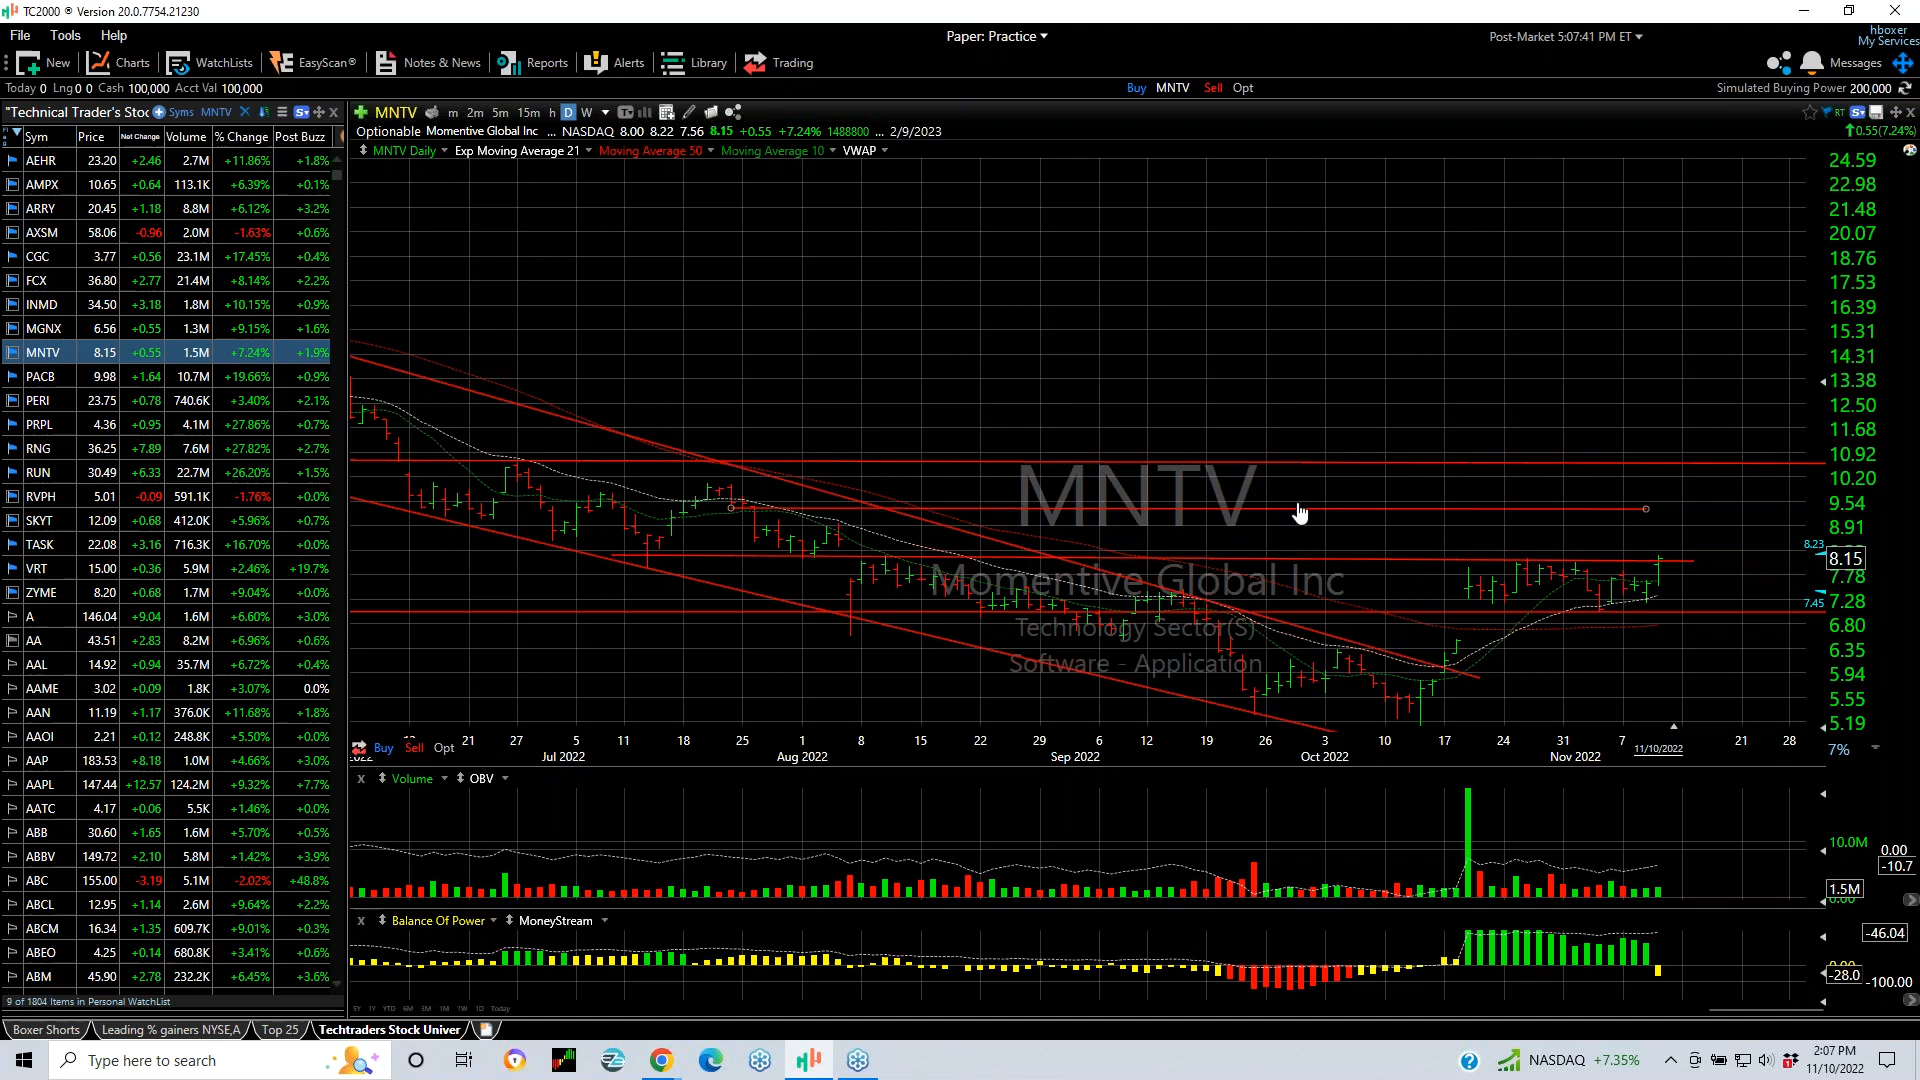 TC2000 ® Version 20.0.7754.21230
File Tools Help
Paper: Practice
Post-Market 5:07:41 PM ET
hboxer
My Services
New Charts WatchLists EasyScan® Notes & News Reports Alerts Library Trading
Messages
Today 0 Lng 0 0 Cash 100,000 Acct Val 100,000
Buy MNTV Sell Opt
Simulated Buying Power 200,000
"Technical Trader's Stoc Syms MNTV
MNTV m 2m 5m 15m h D W
RT
Optionable Momentive Global Inc ... NASDAQ 8.00 8.22 7.56 8.15 +0.55 +7.24% 1488800 ... 2/9/2023
0.55(7.24%)
MNTV Daily Exp Moving Average 21 Moving Average 50 Moving Average 10 VWAP
Sym Price Net Change Volume % Change Post Buzz
AEHR 23.20 +2.46 2.7M +11.86% +1.8%
AMPX 10.65 +0.64 113.1K +6.39% +0.1%
ARRY 20.45 +1.18 8.8M +6.12% +3.2%
AXSM 58.06 -0.96 2.0M -1.63% +0.6%
CGC 3.77 +0.56 23.1M +17.45% +0.4%
FCX 36.80 +2.77 21.4M +8.14% +2.2%
INMD 34.50 +3.18 1.8M +10.15% +0.9%
MGNX 6.56 +0.55 1.3M +9.15% +1.6%
MNTV 8.15 +0.55 1.5M +7.24% +1.9%
PACB 9.98 +1.64 10.7M +19.66% +0.9%
PERI 23.75 +0.78 740.6K +3.40% +2.1%
PRPL 4.36 +0.95 4.1M +27.86% +0.7%
RNG 36.25 +7.89 7.6M +27.82% +2.7%
RUN 30.49 +6.33 22.7M +26.20% +1.5%
RVPH 5.01 -0.09 591.1K -1.76% +0.0%
SKYT 12.09 +0.68 412.0K +5.96% +0.7%
TASK 22.08 +3.16 716.3K +16.70% +0.0%
VRT 15.00 +0.36 5.9M +2.46% +19.7%
ZYME 8.20 +0.68 1.7M +9.04% +0.0%
A 146.04 +9.04 1.6M +6.60% +3.0%
AA 43.51 +2.83 8.2M +6.96% +0.6%
AAL 14.92 +0.94 35.7M +6.72% +0.4%
AAME 3.02 +0.09 1.8K +3.07% 0.0%
AAN 11.19 +1.17 376.0K +11.68% +1.8%
AAOI 2.21 +0.12 248.8K +5.50% +0.0%
AAP 183.53 +8.18 1.0M +4.66% +3.0%
AAPL 147.44 +12.57 124.2M +9.32% +7.7%
AATC 4.17 +0.06 5.5K +1.46% +0.0%
ABB 30.60 +1.65 1.6M +5.70% +0.5%
ABBV 149.72 +2.10 5.8M +1.42% +3.9%
ABC 155.00 -3.19 5.1M -2.02% +48.8%
ABCL 12.95 +1.14 2.6M +9.64% +2.2%
ABCM 16.34 +1.35 609.7K +9.01% +0.3%
ABEO 4.25 +0.14 680.8K +3.41% +0.6%
ABM 45.90 +2.78 232.2K +6.45% +3.6%
9 of 1804 Items in Personal WatchList
MNTV
Momentive Global Inc
Technology Sector(S)
Software - Application
24.59
22.98
21.48
20.07
18.76
17.53
16.39
15.31
14.31
13.38
12.50
11.68
10.92
10.20
9.54
8.91
8.23
8.15
7.78
7.45
7.28
6.80
6.35
5.94
5.55
5.19
7%
21 27 5 11 18 25 1 8 15 22 29 6 12 19 26 3 10 17 24 31 7 11/10/2022 21 28
2022 Jul 2022 Aug 2022 Sep 2022 Oct 2022 Nov 2022
Buy Sell Opt
x Volume OBV
10.0M
0.00
-10.7
1.5M
x Balance Of Power MoneyStream
-46.04
-28.0
-100.00
5Y 1Y YTD 6M 3M 1M 1W 1D Today
Boxer Shorts Leading % gainers NYSE,A Top 25 Techtraders Stock Univer
Type here to search
NASDAQ +7.35%
2:07 PM
11/10/2022